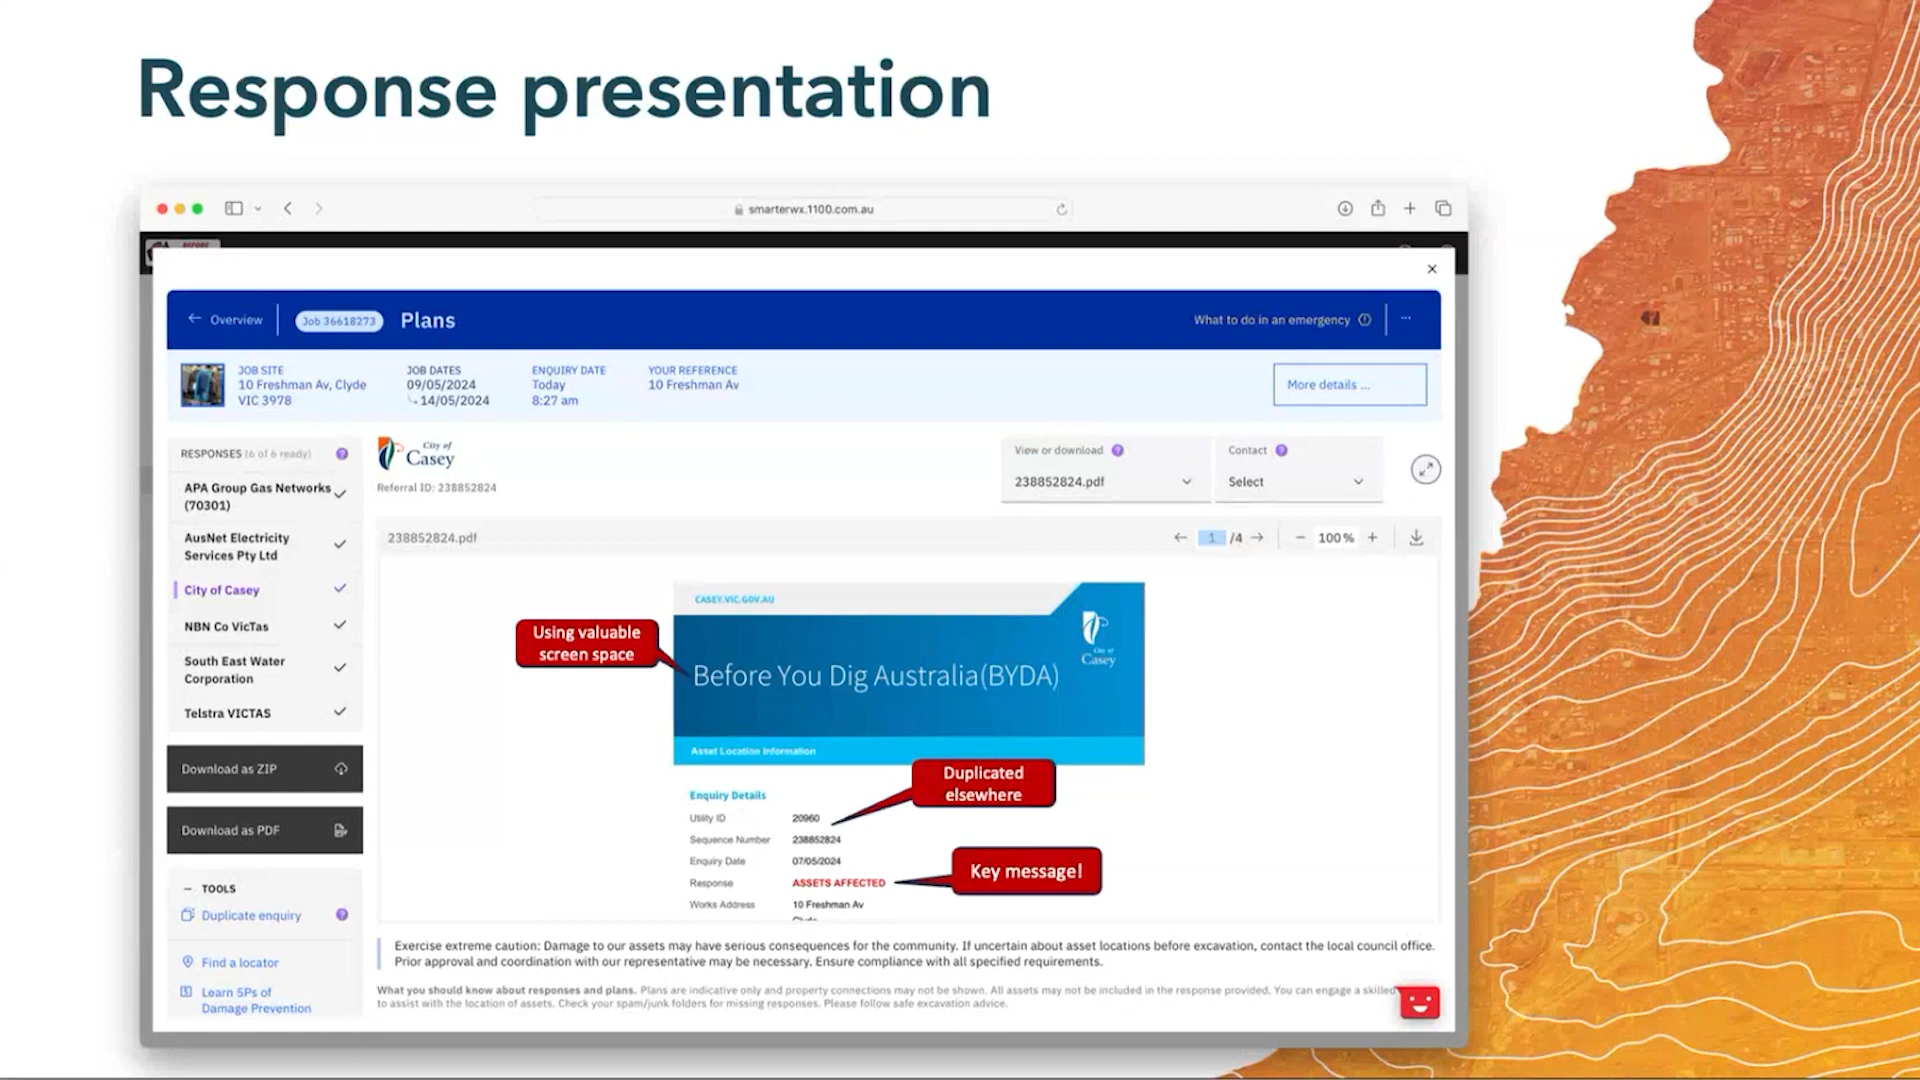 Response presentation
smarterwx.1100.com.au
BEFORE
Overview
Job 36618273
Plans
What to do in an emergency
JOB SITE
10 Freshman Av, Clyde
VIC 3978
JOB DATES
09/05/2024
14/05/2024
ENQUIRY DATE
Today
8:27 am
YOUR REFERENCE
10 Freshman Av
More details ...
RESPONSES (6 of 6 ready)
APA Group Gas Networks
(70301)
AusNet Electricity
Services Pty Ltd
City of Casey
NBN Co VicTas
South East Water
Corporation
Telstra VICTAS
Download as ZIP
Download as PDF
TOOLS
Duplicate enquiry
Find a locator
Learn 5Ps of
Damage Prevention
City of
Casey
Referral ID: 238852824
View or download
238852824.pdf
Contact
Select
238852824.pdf
1 /4
100%
CASEY.VIC.GOV.AU
City of
Casey
Before You Dig Australia(BYDA)
Asset Location Information
Using valuable
screen space
Duplicated
elsewhere
Key message!
Enquiry Details
Utility ID 20960
Sequence Number 238852824
Enquiry Date 07/05/2024
Response ASSETS AFFECTED
Works Address 10 Freshman Av
Clyde
Exercise extreme caution: Damage to our assets may have serious consequences for the community. If uncertain about asset locations before excavation, contact the local council office.
Prior approval and coordination with our representative may be necessary. Ensure compliance with all specified requirements.
What you should know about responses and plans. Plans are indicative only and property connections may not be shown. All assets may not be included in the response provided. You can engage a skilled
to assist with the location of assets. Check your spam/junk folders for missing responses. Please follow safe excavation advice.